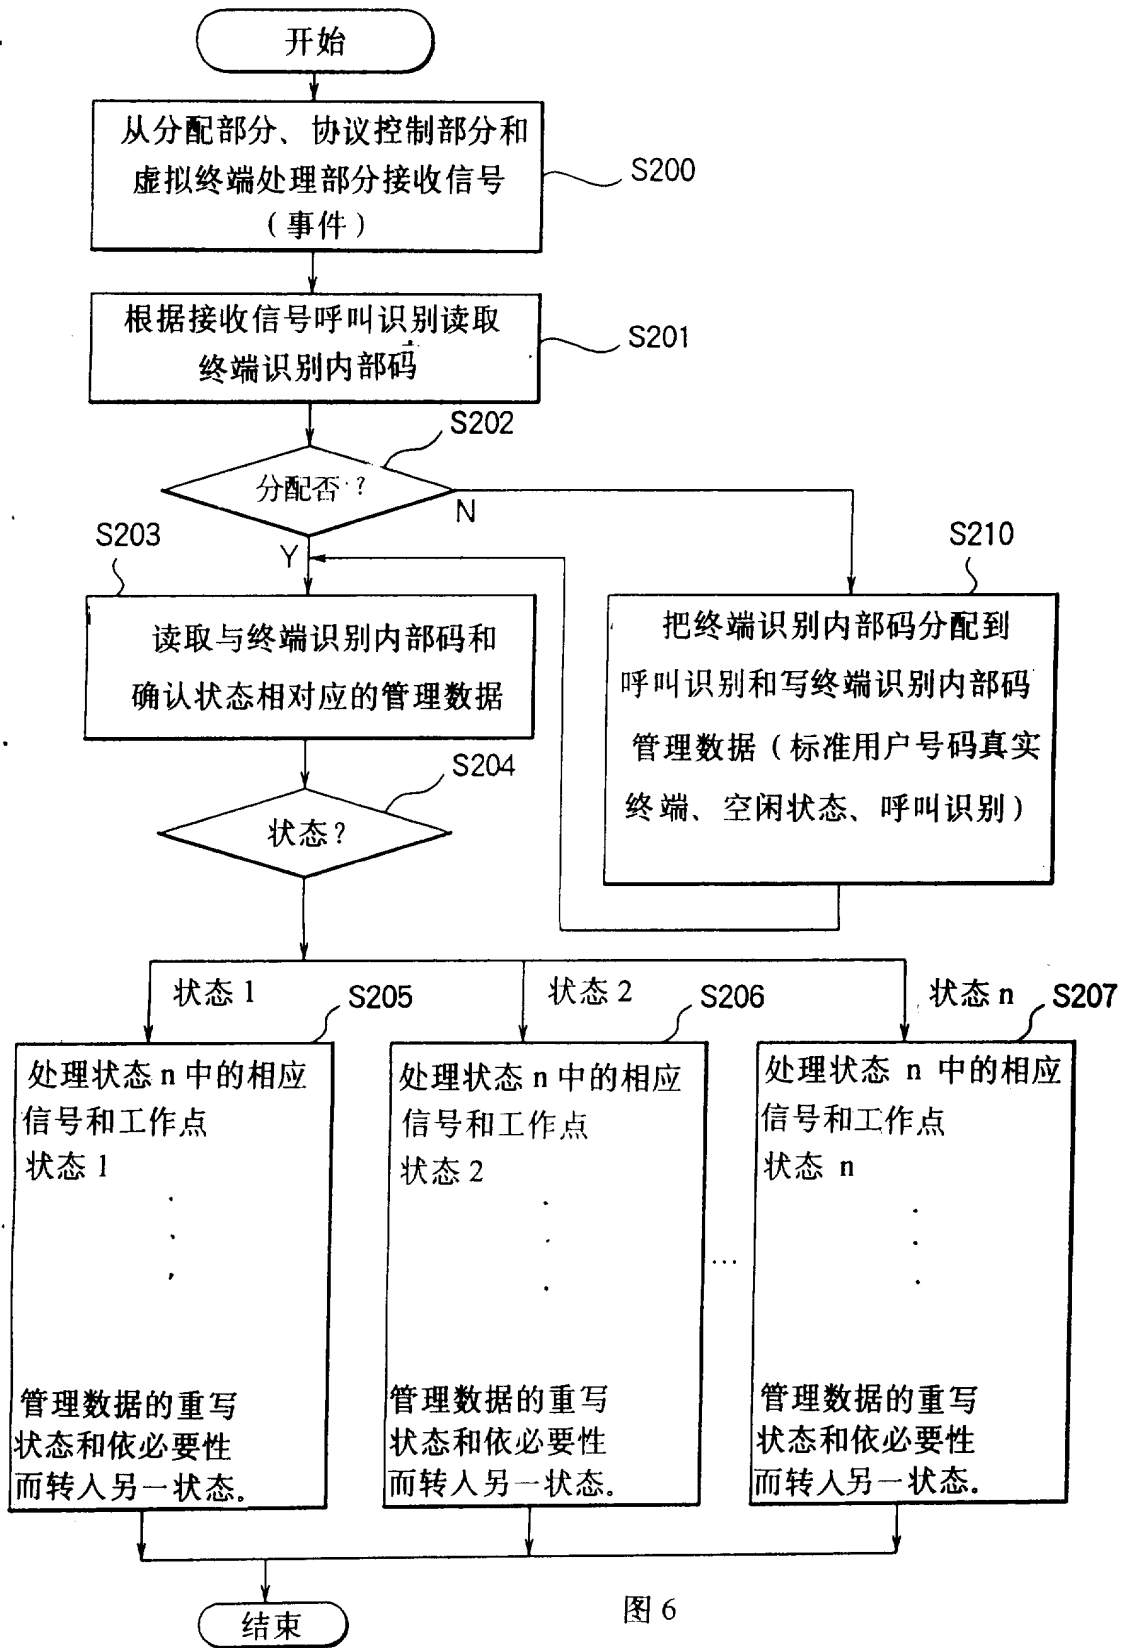 开始
从分配部分、协议控制部分和
虚拟终端处理部分接收信号
(事件)
S200
根据接收信号呼叫识别读取
终端识别内部码
S201
S202
分配否?
N
Y
S203
读取与终端识别内部码和
确认状态相对应的管理数据
S210
把终端识别内部码分配到
呼叫识别和写终端识别内部码
管理数据(标准用户号码真实
终端、空闲状态、呼叫识别)
S204
状态?
状态1
S205
处理状态n中的相应
信号和工作点
状态1
管理数据的重写
状态和依必要性
而转入另一状态.
状态2
S206
处理状态n中的相应
信号和工作点
状态2
管理数据的重写
状态和依必要性
而转入另一状态.
...
状态n
S207
处理状态 n 中的相应
信号和工作点
状态 n
管理数据的重写
状态和依必要性
而转入另一状态.
结束
图6